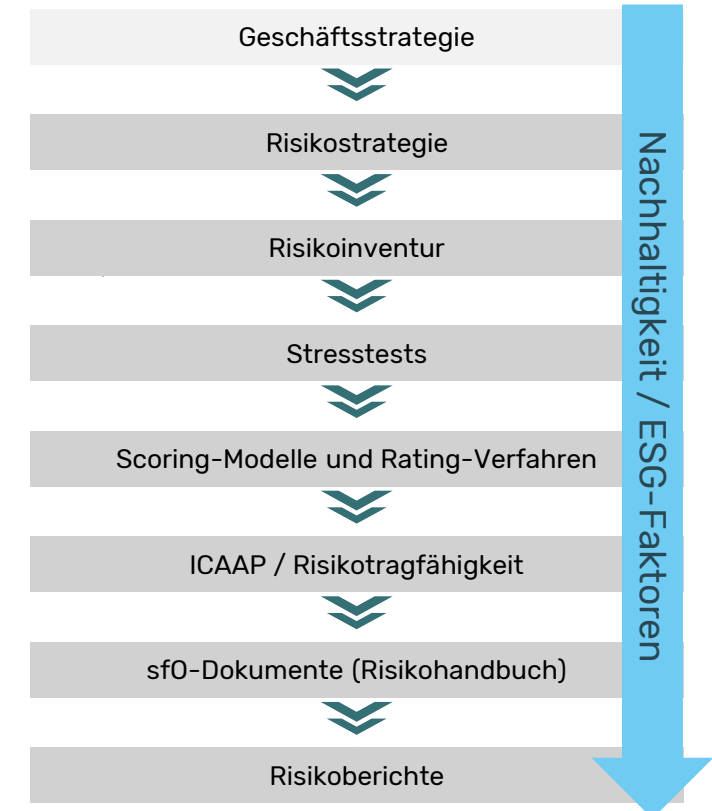 Geschäftsstrategie
Risikostrategie
Risikoinventur
Stresstests
Scoring-Modelle und Rating-Verfahren
ICAAP / Risikotragfähigkeit
sfO-Dokumente (Risikohandbuch)
Risikoberichte
Nachhaltigkeit / ESG-Faktoren